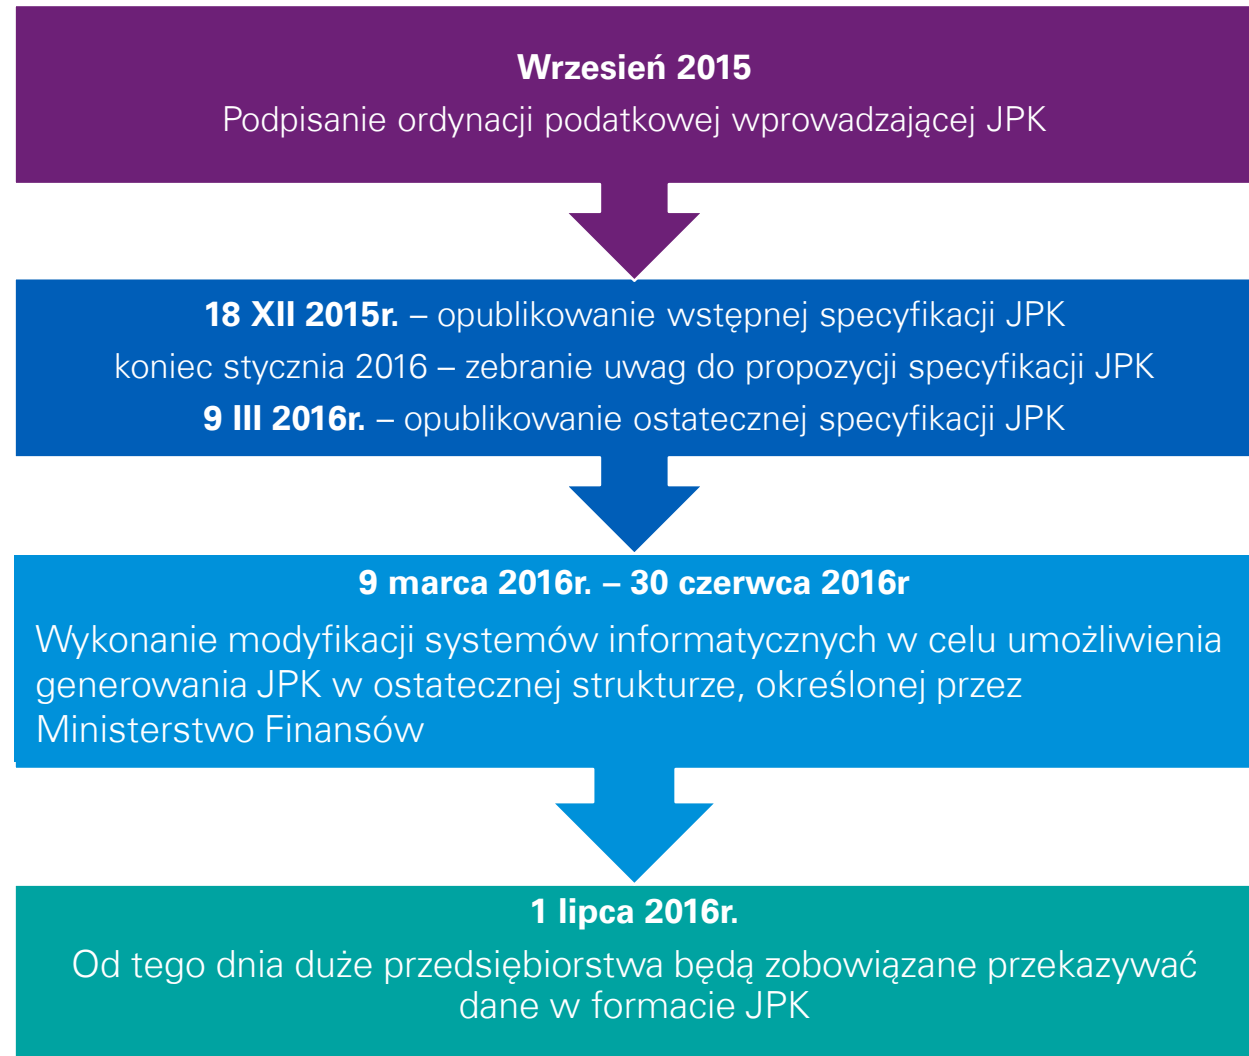 Wrzesień 2015
Podpisanie ordynacji podatkowej wprowadzającej JPK
18 XII 2015r. – opublikowanie wstępnej specyfikacji JPK
koniec stycznia 2016 – zebranie uwag do propozycji specyfikacji JPK
9 III 2016r. – opublikowanie ostatecznej specyfikacji JPK
9 marca 2016r. – 30 czerwca 2016r
Wykonanie modyfikacji systemów informatycznych w celu umożliwienia
generowania JPK w ostatecznej strukturze, określonej przez
Ministerstwo Finansów
1 lipca 2016r.
Od tego dnia duże przedsiębiorstwa będą zobowiązane przekazywać
dane w formacie JPK